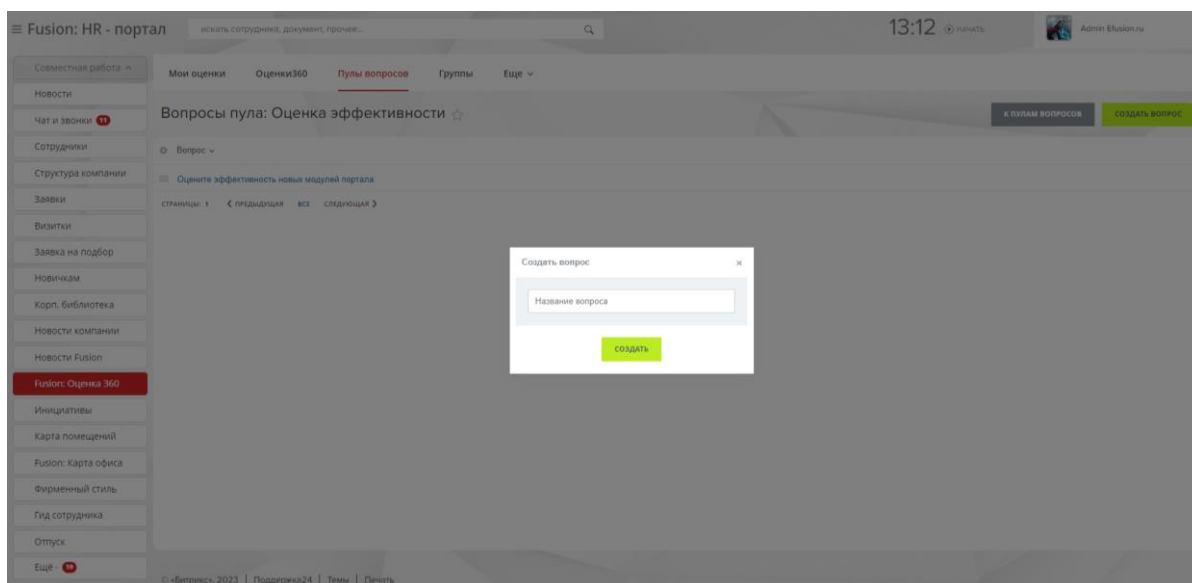 Fusion: HR - портал
искать сотрудника, документ, прочее...
13:12 начать
Admin Efusion.ru
Совместная работа
Новости
Чат и звонки 11
Сотрудники
Структура компании
Заявки
Визитки
Заявка на подбор
Новичкам
Корп. библиотека
Новости компании
Новости Fusion
Fusion: Оценка 360
Инициативы
Карта помещений
Fusion: Карта офиса
Фирменный стиль
Гид сотрудника
Отпуск
Ещё -
Мои оценки Оценки360 Пулы вопросов Группы Еще
Вопросы пула: Оценка эффективности
К ПУЛАМ ВОПРОСОВ
СОЗДАТЬ ВОПРОС
Вопрос
Оцените эффективность новых модулей портала
СТРАНИЦЫ: 1 ПРЕДЫДУЩАЯ ВСЕ СЛЕДУЮЩАЯ
Создать вопрос ×
Название вопроса
СОЗДАТЬ
© «Битрикс», 2023 | Поддержка24 | Темы | Печать